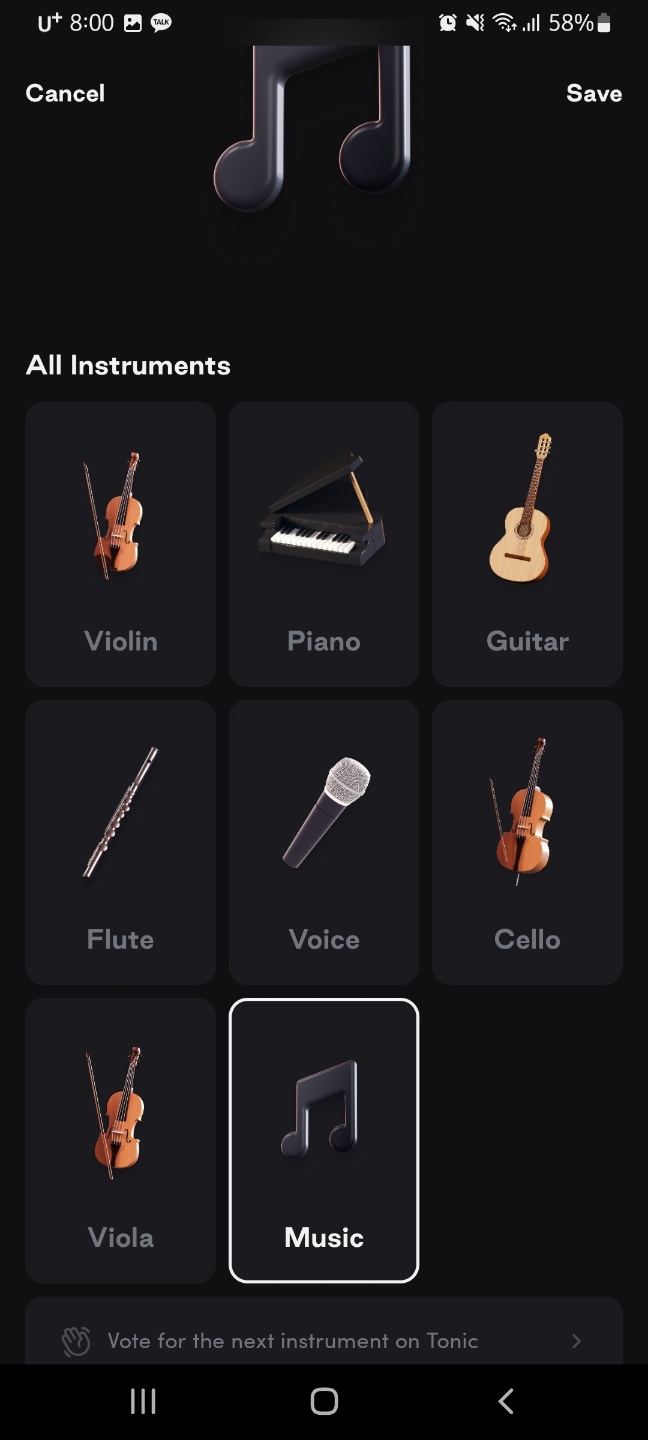 U+ 8:00 TALK 58%
Cancel Save
All Instruments
Violin Piano Guitar
Flute Voice Cello
Viola Music
Vote for the next instrument on Tonic